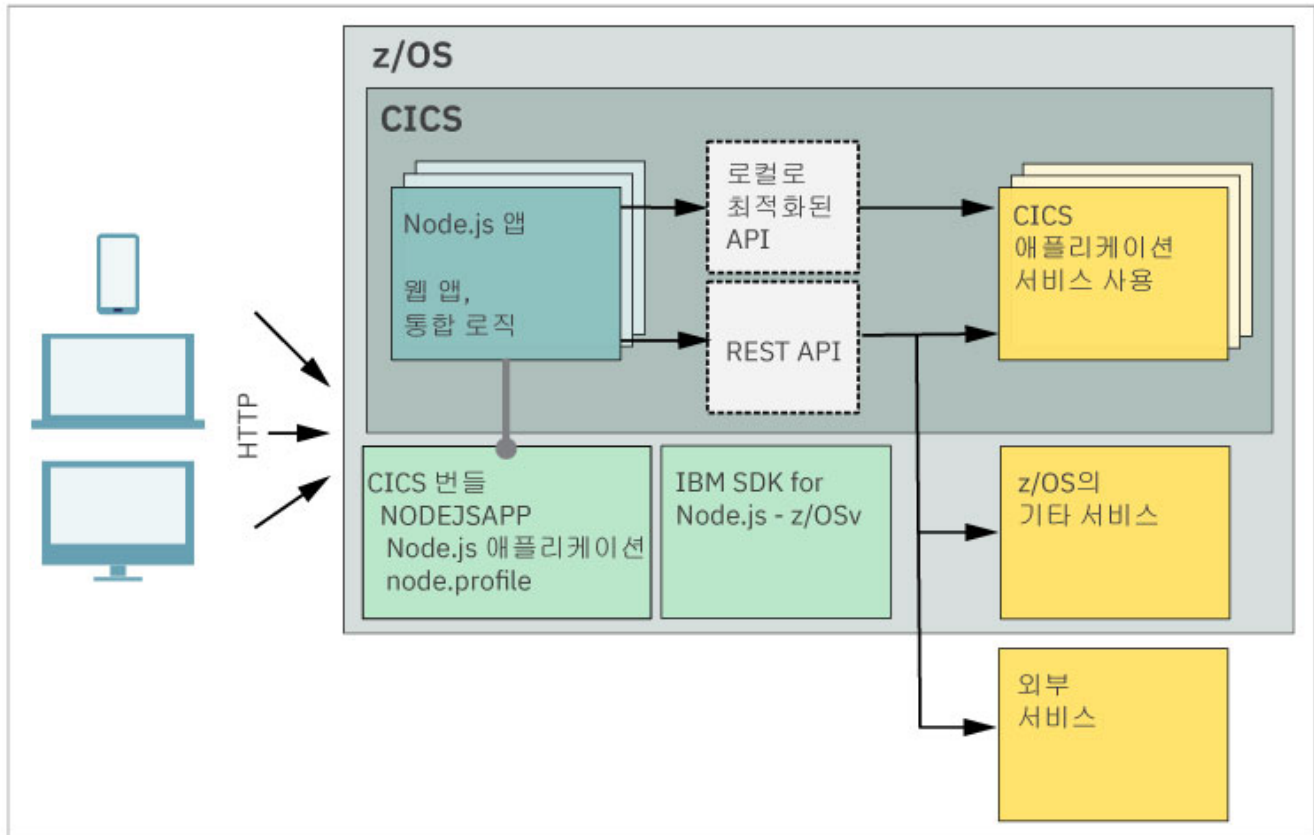 z/OS
CICS
Node.js 앱
웹 앱,
통합 로직
로컬로
최적화된
API
REST API
CICS
애플리케이션
서비스 사용
HTTP
CICS 번들
NODEJSAPP
Node.js 애플리케이션
node.profile
IBM SDK for
Node.js - z/OSv
z/OS의
기타 서비스
외부
서비스